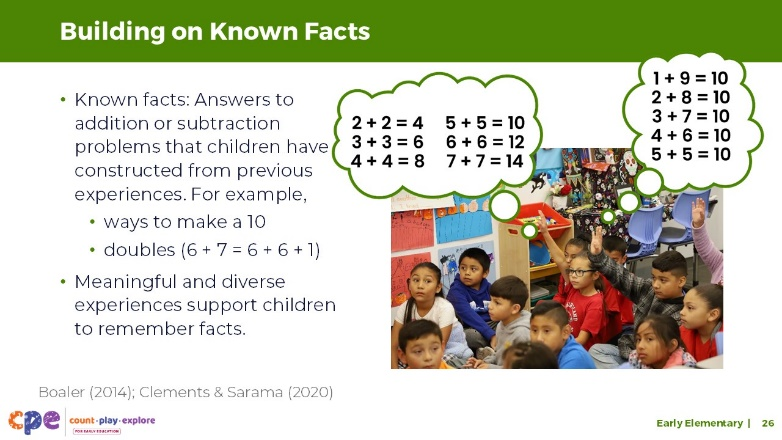 Building on Known Facts
• Known facts: Answers to
addition or subtraction
problems that children have
constructed from previous
experiences. For example,
• ways to make a 10
• doubles (6 + 7 = 6 + 6 + 1)
• Meaningful and diverse
experiences support children
to remember facts.
2 + 2 = 4 5 + 5 = 10
3 + 3 = 6 6 + 6 = 12
4 + 4 = 8 7 + 7 = 14
1 + 9 = 10
2 + 8 = 10
3 + 7 = 10
4 + 6 = 10
5 + 5 = 10
Boaler (2014); Clements & Sarama (2020)
cpe
count·play·explore
FOR EARLY EDUCATION
Early Elementary | 26